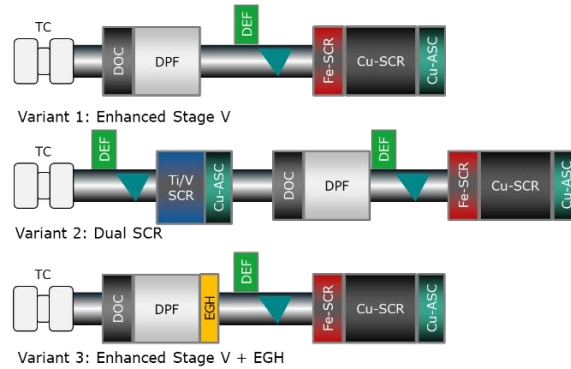 TC
DEF
DOC
DPF
Fe-SCR
Cu-SCR
Cu-ASC
Variant 1: Enhanced Stage V
TC
DEF
Ti/V
SCR
Cu-ASC
DOC
DPF
DEF
Fe-SCR
Cu-SCR
Cu-ASC
Variant 2: Dual SCR
TC
DOC
DPF
EGH
DEF
Fe-SCR
Cu-SCR
Cu-ASC
Variant 3: Enhanced Stage V + EGH